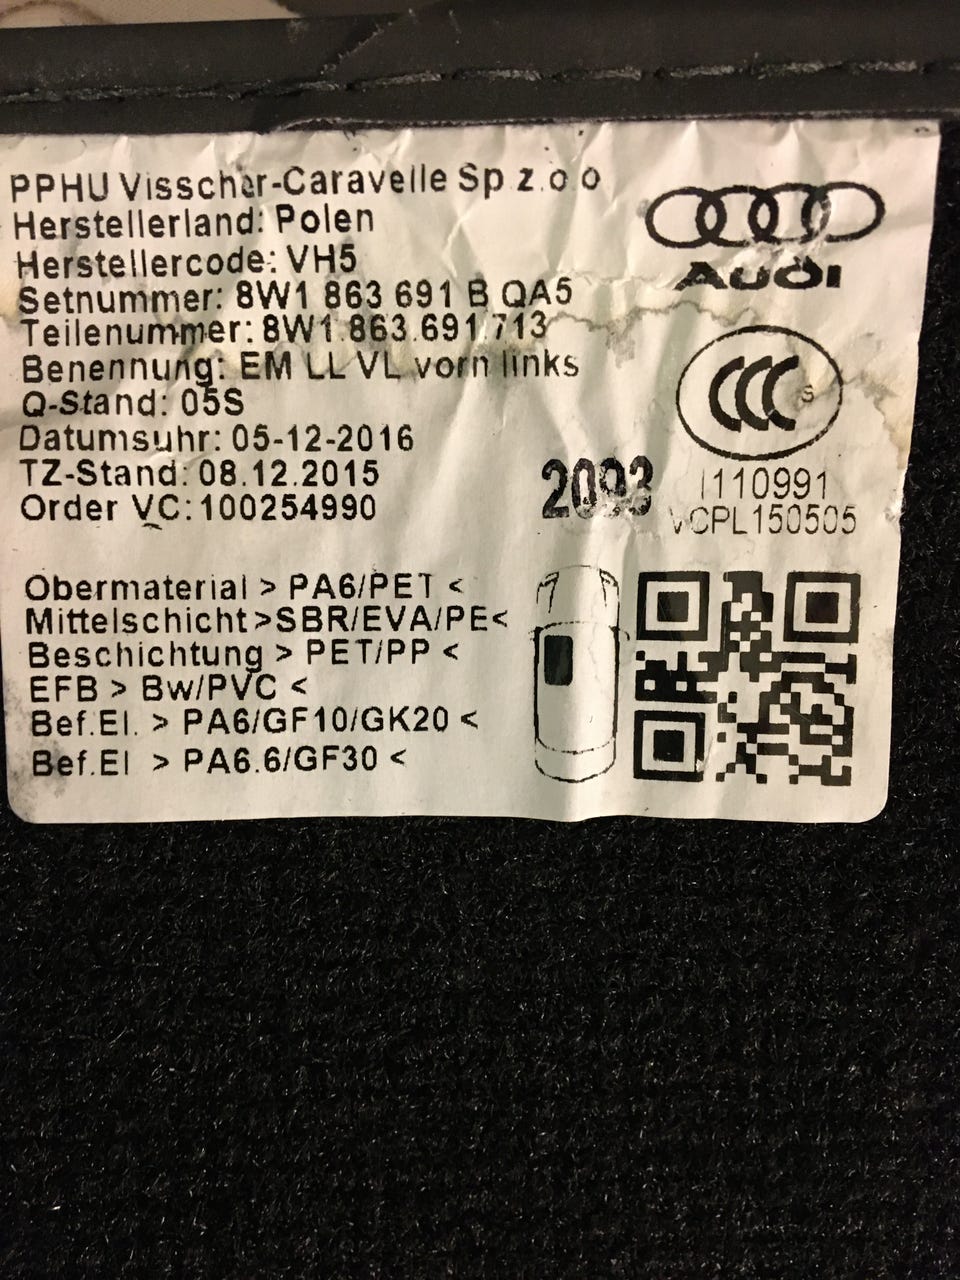 PPHU Visscher-Caravelle Sp z.o o
Herstellerland: Polen
Herstellercode: VH5
Setnummer: 8W1 863 691 B QA5
Teilenummer: 8W1.863.691.713
Benennung: EM LL VL vorn links
Q-Stand: 05S
Datumsuhr: 05-12-2016
TZ-Stand: 08.12.2015
Order VC: 100254990
Audi
CCC S
2093
I110991
VCPL150505
Obermaterial > PA6/PET <
Mittelschicht>SBR/EVA/PE<
Beschichtung > PET/PP <
EFB > Bw/PVC <
Bef.El. > PA6/GF10/GK20 <
Bef.El > PA6.6/GF30 <